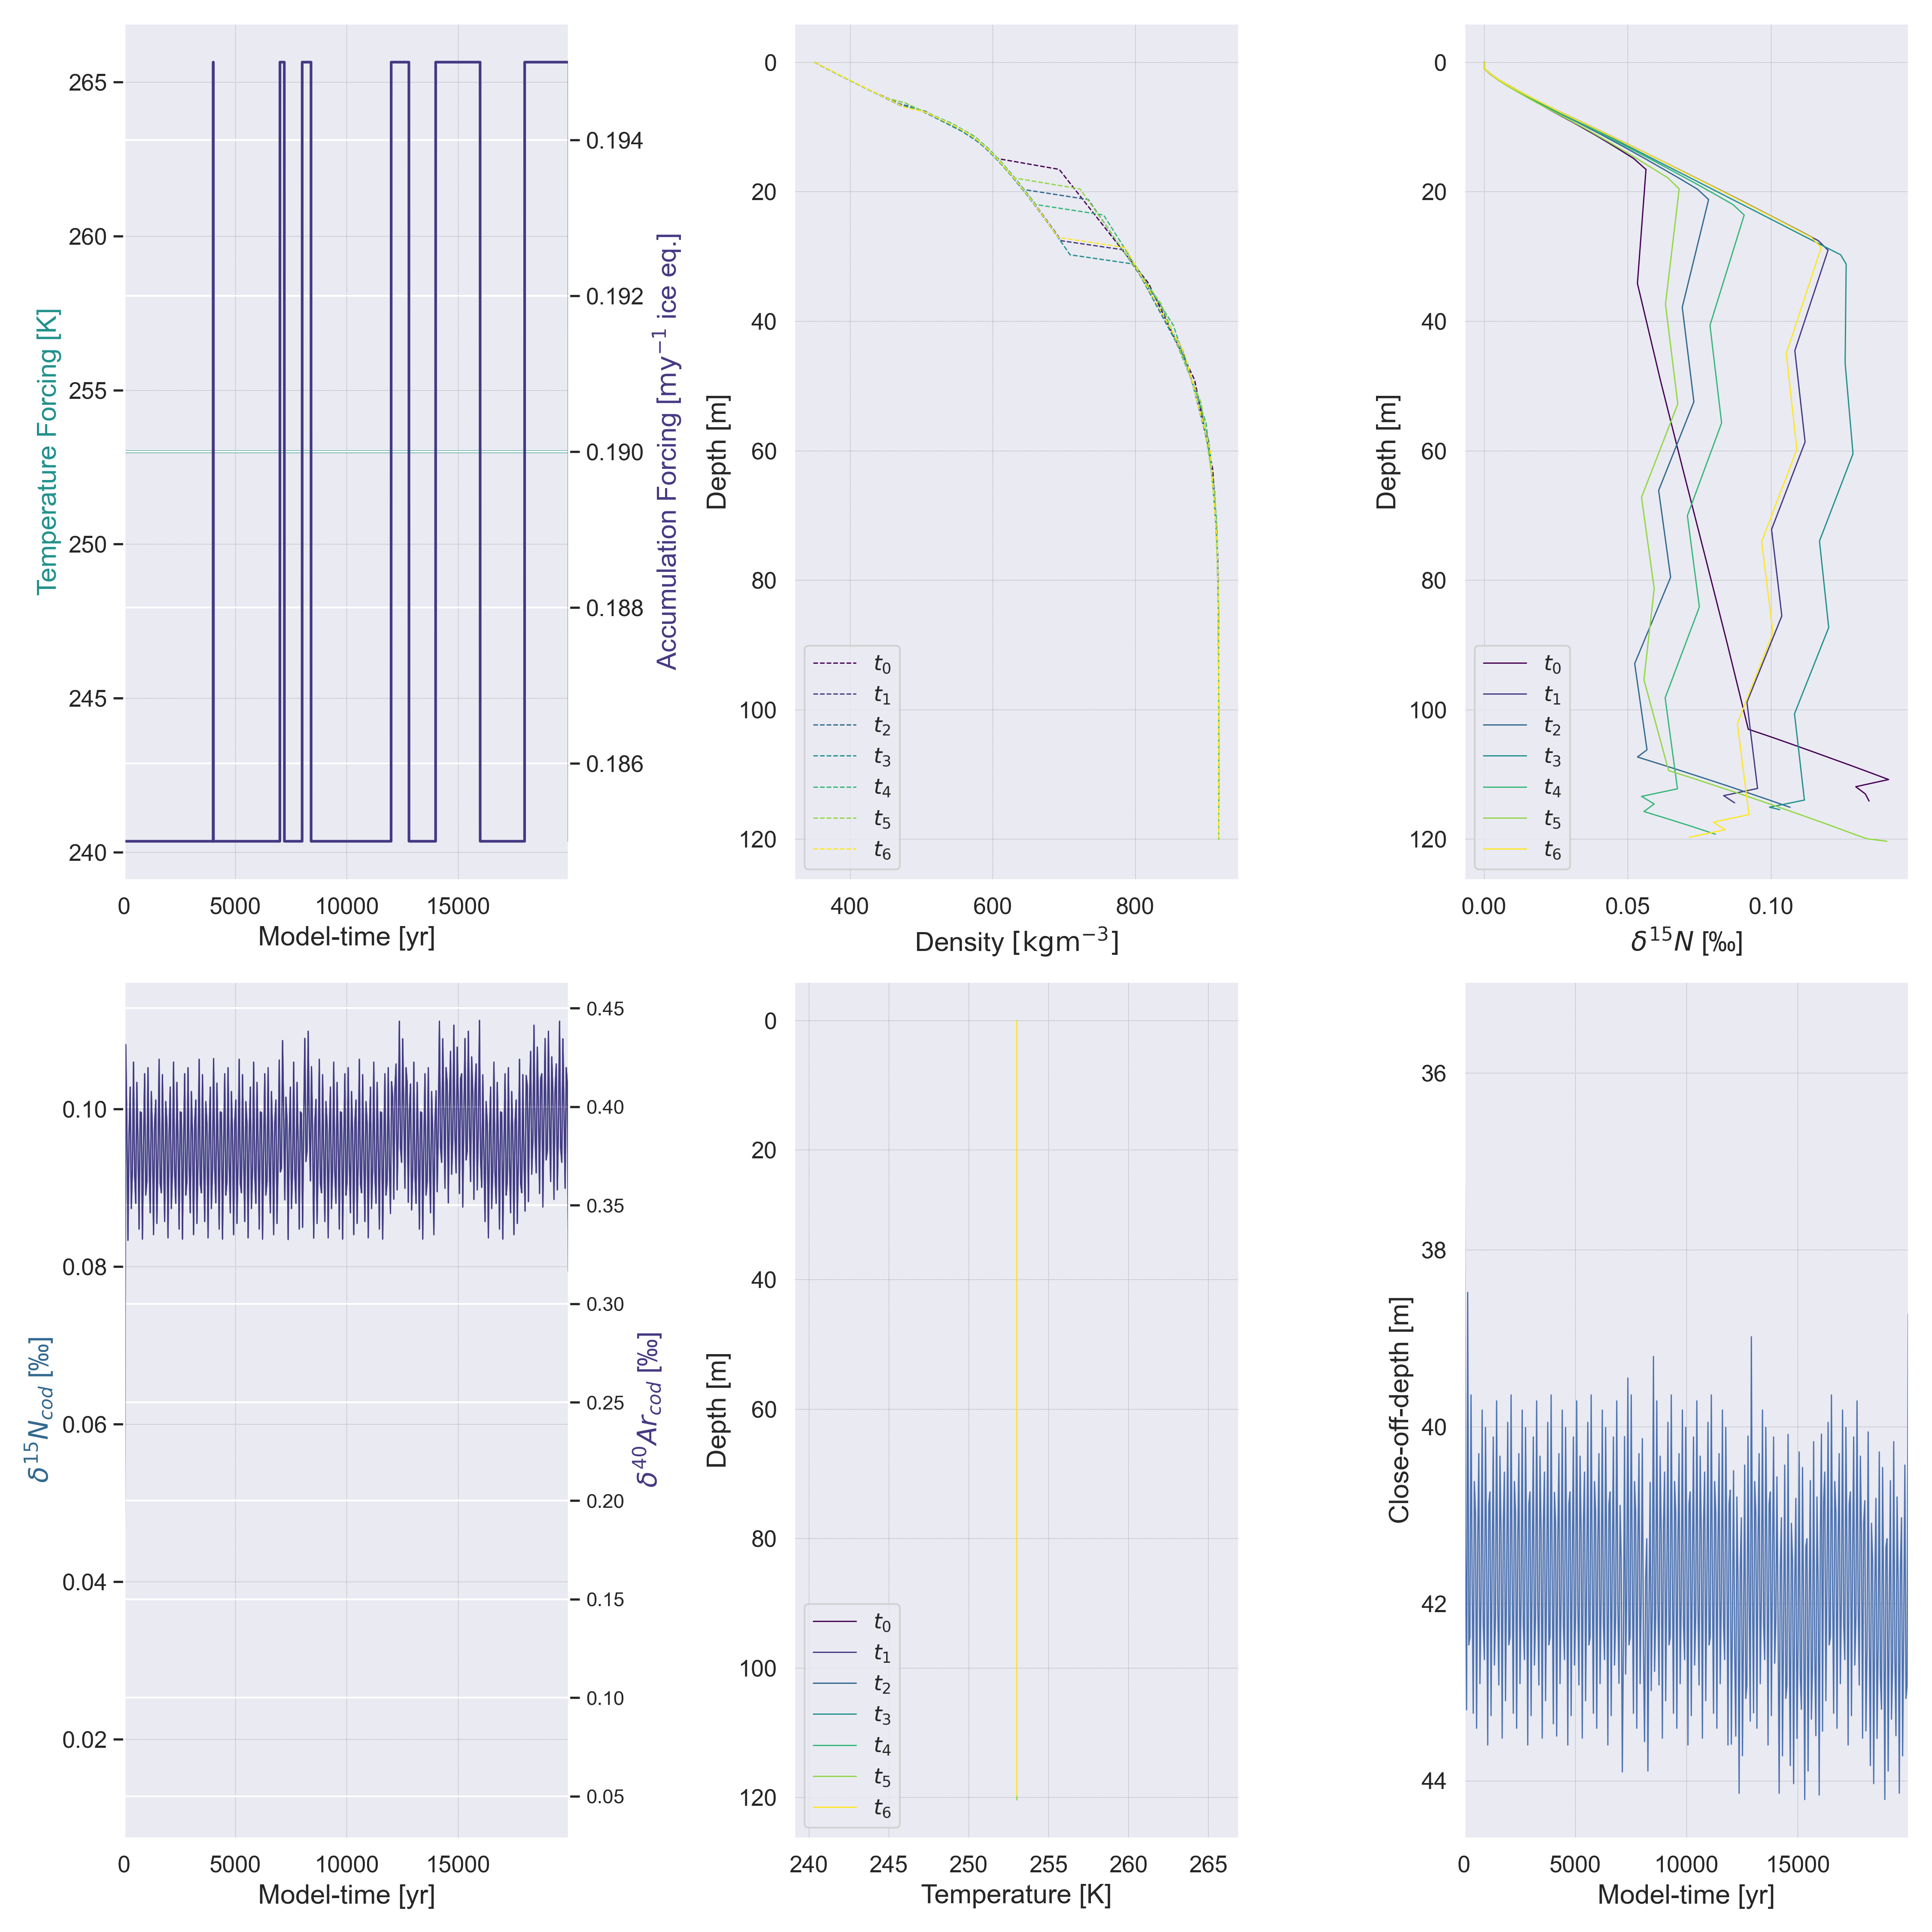 265
260
255
250
245
240
Temperature Forcing [K]
0 5000 10000 15000
Model-time [yr]
0.194
0.192
0.190
0.188
0.186
Accumulation Forcing [my⁻¹ ice eq.]
0
20
40
60
80
100
120
Depth [m]
t₀
t₁
t₂
t₃
t₄
t₅
t₆
400 600 800
Density [kgm⁻³]
0
20
40
60
80
100
120
Depth [m]
t₀
t₁
t₂
t₃
t₄
t₅
t₆
0.00 0.05 0.10
δ¹⁵N [‰]
0.10
0.08
0.06
0.04
0.02
δ¹⁵N_cod [‰]
0 5000 10000 15000
Model-time [yr]
0.45
0.40
0.35
0.30
0.25
0.20
0.15
0.10
0.05
δ⁴⁰Ar_cod [‰]
0
20
40
60
80
100
120
Depth [m]
t₀
t₁
t₂
t₃
t₄
t₅
t₆
240 245 250 255 260 265
Temperature [K]
36
38
40
42
44
Close-off-depth [m]
0 5000 10000 15000
Model-time [yr]